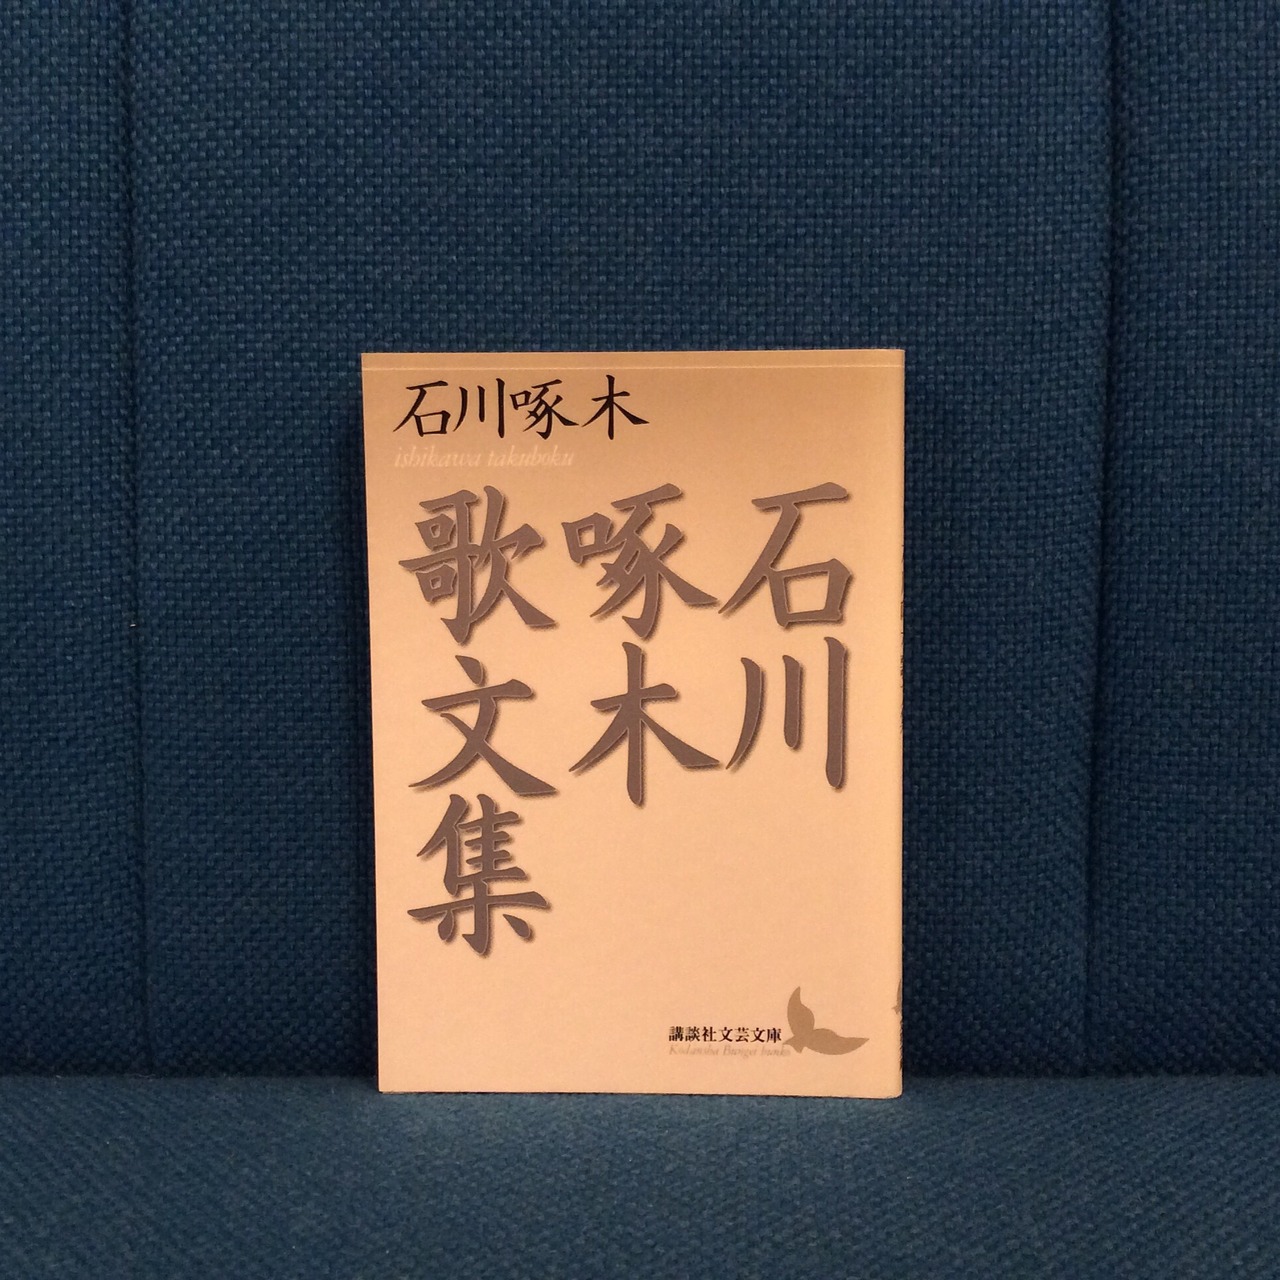 石川啄木
ishikawa takuboku
石川
啄木
歌文集
講談社文芸文庫
Kodansha Bungei bunko